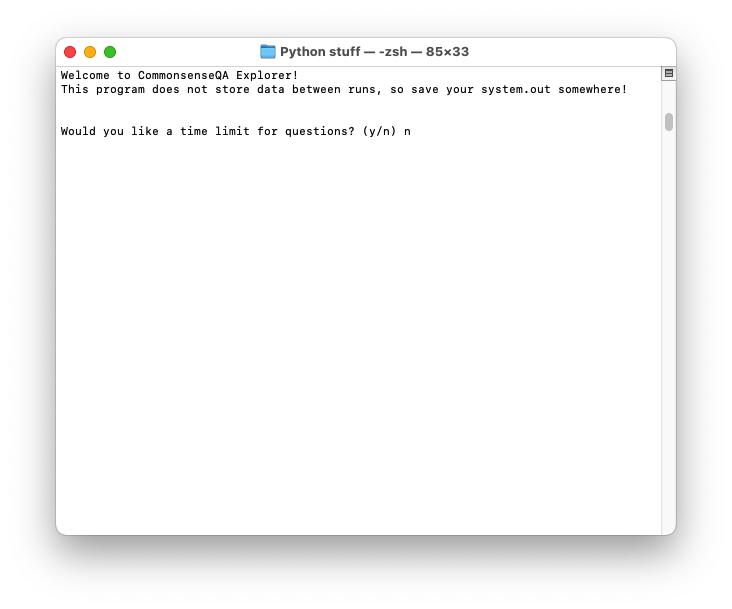 Python stuff — -zsh — 85×33
Welcome to CommonsenseQA Explorer!
This program does not store data between runs, so save your system.out somewhere!
Would you like a time limit for questions? (y/n) n